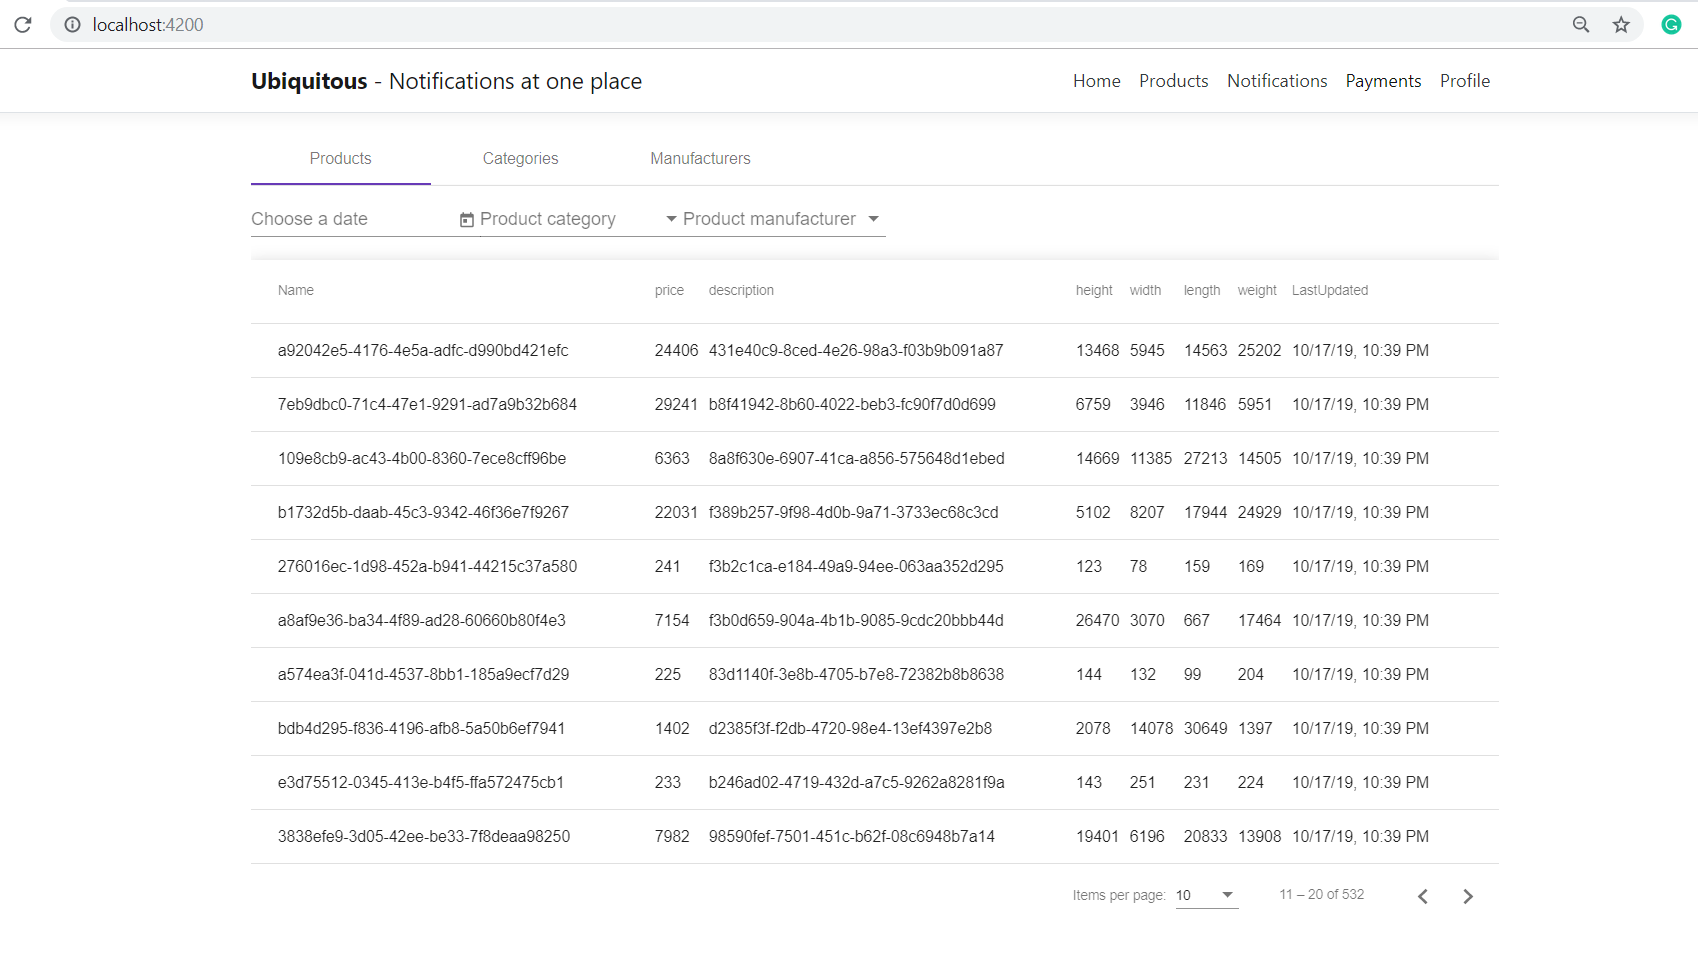 localhost:4200
Ubiquitous - Notifications at one place Home Products Notifications Payments Profile
Products Categories Manufacturers
Choose a date Product category Product manufacturer
Name price description height width length weight LastUpdated
a92042e5-4176-4e5a-adfc-d990bd421efc 24406 431e40c9-8ced-4e26-98a3-f03b9b091a87 13468 5945 14563 25202 10/17/19, 10:39 PM
7eb9dbc0-71c4-47e1-9291-ad7a9b32b684 29241 b8f41942-8b60-4022-beb3-fc90f7d0d699 6759 3946 11846 5951 10/17/19, 10:39 PM
109e8cb9-ac43-4b00-8360-7ece8cff96be 6363 8a8f630e-6907-41ca-a856-575648d1ebed 14669 11385 27213 14505 10/17/19, 10:39 PM
b1732d5b-daab-45c3-9342-46f36e7f9267 22031 f389b257-9f98-4d0b-9a71-3733ec68c3cd 5102 8207 17944 24929 10/17/19, 10:39 PM
276016ec-1d98-452a-b941-44215c37a580 241 f3b2c1ca-e184-49a9-94ee-063aa352d295 123 78 159 169 10/17/19, 10:39 PM
a8af9e36-ba34-4f89-ad28-60660b80f4e3 7154 f3b0d659-904a-4b1b-9085-9cdc20bbb44d 26470 3070 667 17464 10/17/19, 10:39 PM
a574ea3f-041d-4537-8bb1-185a9ecf7d29 225 83d1140f-3e8b-4705-b7e8-72382b8b8638 144 132 99 204 10/17/19, 10:39 PM
bdb4d295-f836-4196-afb8-5a50b6ef7941 1402 d2385f3f-f2db-4720-98e4-13ef4397e2b8 2078 14078 30649 1397 10/17/19, 10:39 PM
e3d75512-0345-413e-b4f5-ffa572475cb1 233 b246ad02-4719-432d-a7c5-9262a8281f9a 143 251 231 224 10/17/19, 10:39 PM
3838efe9-3d05-42ee-be33-7f8deaa98250 7982 98590fef-7501-451c-b62f-08c6948b7a14 19401 6196 20833 13908 10/17/19, 10:39 PM
Items per page: 10 11 – 20 of 532